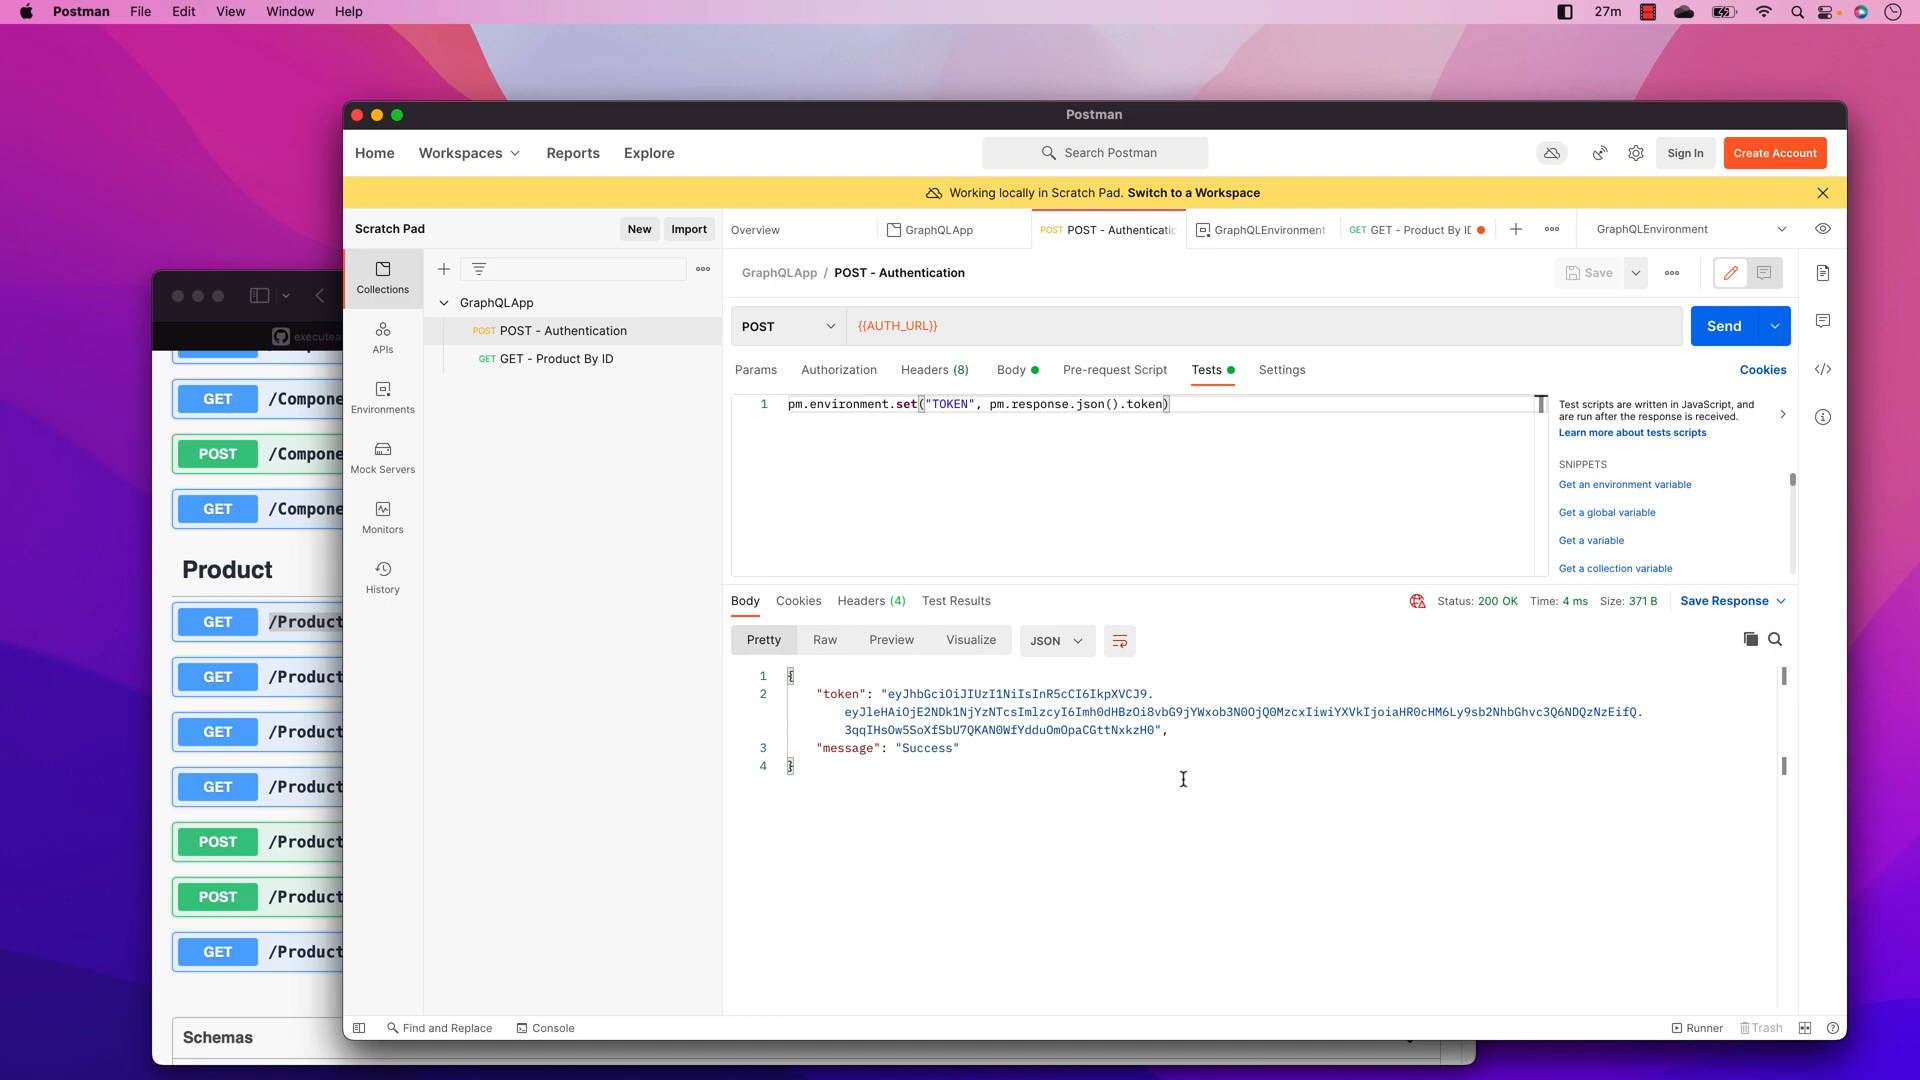 Postman File Edit View Window Help
27m
Postman
Home Workspaces Reports Explore
Search Postman
Sign In Create Account
Working locally in Scratch Pad. Switch to a Workspace
Scratch Pad New Import
Overview GraphQLApp POST POST - Authenticatio GraphQLEnvironment GET GET - Product By ID GraphQLEnvironment
Collections
APIs
Environments
Mock Servers
Monitors
History
GraphQLApp
POST POST - Authentication
GET GET - Product By ID
GraphQLApp / POST - Authentication
Save
POST {{AUTH_URL}} Send
Params Authorization Headers (8) Body Pre-request Script Tests Settings Cookies
1 pm.environment.set("TOKEN", pm.response.json().token)
Test scripts are written in JavaScript, and
are run after the response is received.
Learn more about tests scripts
SNIPPETS
Get an environment variable
Get a global variable
Get a variable
Get a collection variable
Body Cookies Headers (4) Test Results
Status: 200 OK Time: 4 ms Size: 371 B Save Response
Pretty Raw Preview Visualize JSON
1 {
2 "token": "eyJhbGciOiJIUzI1NiIsInR5cCI6IkpXVCJ9.
eyJleHAiOjE2NDk1NjYzNTcsImlzcyI6Imh0dHBzOi8vbG9jYWxob3N0OjQ0MzcxIiwiYXVkIjoiaHR0cHM6Ly9sb2NhbGhvc3Q6NDQzNzEifQ.
3qqIHsOw5SoXfSbU7QKAN0WfYdduOmOpaCGttNxkzH0",
3 "message": "Success"
4 }
Find and Replace Console
Runner Trash
executea
GET /Compone
POST /Compone
GET /Compone
Product
GET /Product
GET /Product
GET /Product
GET /Product
POST /Product
POST /Product
GET /Product
Schemas